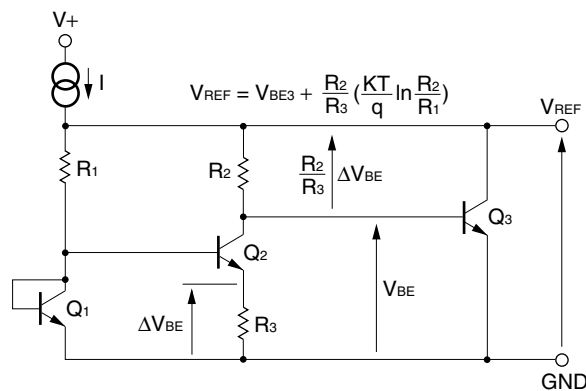 V+
I
VREF = VBE3 + R2/R3 (KT/q ln R2/R1)
VREF
R1
R2
R2/R3 ΔVBE
Q3
Q2
VBE
Q1
ΔVBE
R3
GND